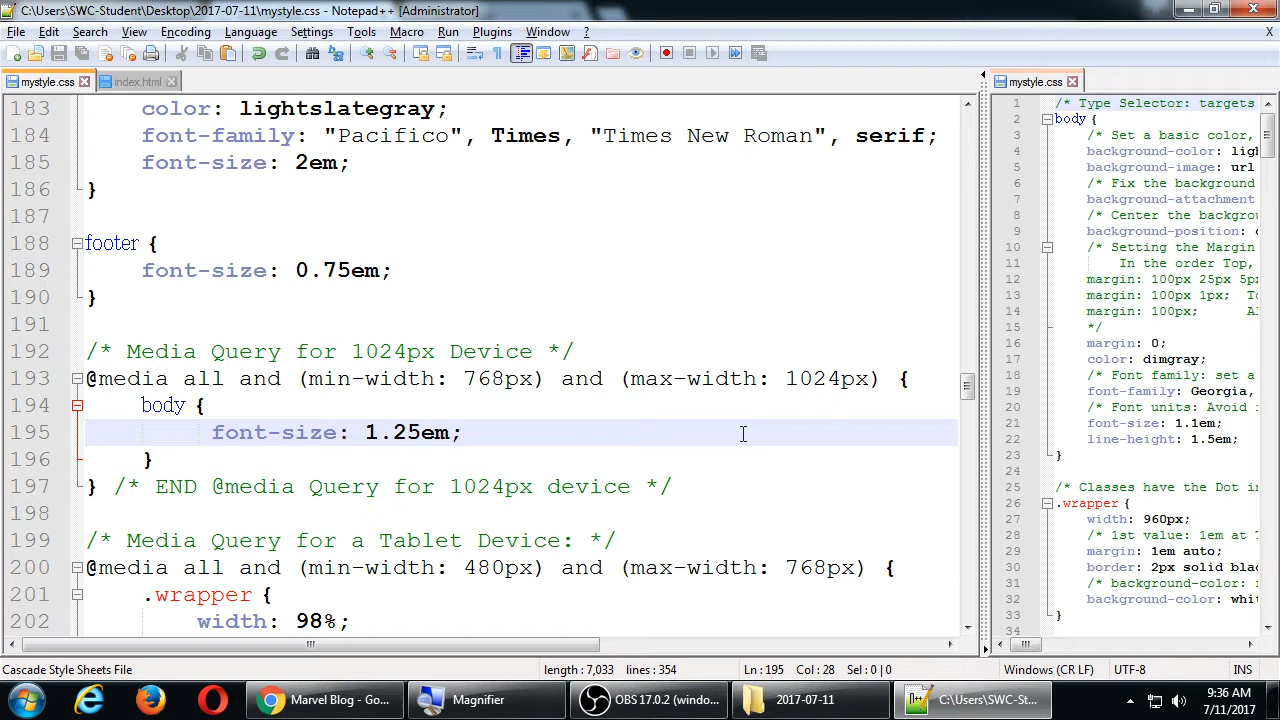 C:\Users\SWC-Student\Desktop\2017-07-11\mystyle.css - Notepad++ [Administrator]
File Edit Search View Encoding Language Settings Tools Macro Run Plugins Window ? X
mystyle.css index.html
183 color: lightslategray;
184 font-family: "Pacifico", Times, "Times New Roman", serif;
185 font-size: 2em;
186 }
187
188 footer {
189 font-size: 0.75em;
190 }
191
192 /* Media Query for 1024px Device */
193 @media all and (min-width: 768px) and (max-width: 1024px) {
194 body {
195 font-size: 1.25em;
196 }
197 } /* END @media Query for 1024px device */
198
199 /* Media Query for a Tablet Device: */
200 @media all and (min-width: 480px) and (max-width: 768px) {
201 .wrapper {
202 width: 98%;
mystyle.css
1 /* Type Selector: targets
2 body {
3 /* Set a basic color,
4 background-color: lig
5 background-image: url
6 /* Fix the background
7 background-attachment
8 /* Center the backgro
9 background-position: c
10 /* Setting the Margin
11 In the order Top,
12 margin: 100px 25px 5p
13 margin: 100px 1px; To
14 margin: 100px; A
15 */
16 margin: 0;
17 color: dimgray;
18 /* Font family: set a
19 font-family: Georgia,
20 /* Font units: Avoid
21 font-size: 1.1em;
22 line-height: 1.5em;
23 }
24
25 /* Classes have the Dot in
26 .wrapper {
27 width: 960px;
28 /* 1st value: 1em at T
29 margin: 1em auto;
30 border: 2px solid blac
31 /* background-color:
32 background-color: whi
33 }
34
Cascade Style Sheets File length : 7,033 lines : 354 Ln : 195 Col : 28 Sel : 0 | 0 Windows (CR LF) UTF-8 INS
Marvel Blog - Go... Magnifier OBS 17.0.2 (windo... 2017-07-11 C:\Users\SWC-St... 9:36 AM
7/11/2017